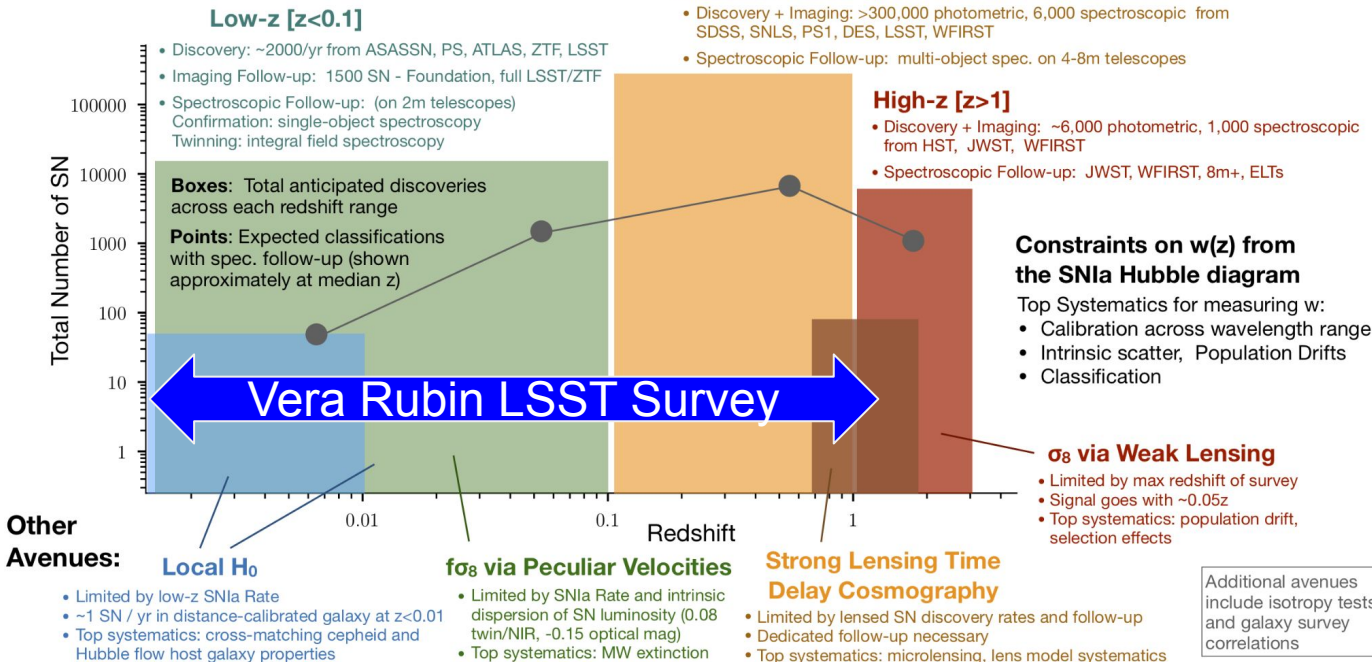 Low-z [z<0.1]
• Discovery: ~2000/yr from ASASSN, PS, ATLAS, ZTF, LSST
• Imaging Follow-up: 1500 SN - Foundation, full LSST/ZTF
• Spectroscopic Follow-up: (on 2m telescopes)
Confirmation: single-object spectroscopy
Twinning: integral field spectroscopy
• Discovery + Imaging: >300,000 photometric, 6,000 spectroscopic from
SDSS, SNLS, PS1, DES, LSST, WFIRST
• Spectroscopic Follow-up: multi-object spec. on 4-8m telescopes
High-z [z>1]
• Discovery + Imaging: ~6,000 photometric, 1,000 spectroscopic
from HST, JWST, WFIRST
• Spectroscopic Follow-up: JWST, WFIRST, 8m+, ELTs
Total Number of SN
100000
10000
1000
100
10
1
Boxes: Total anticipated discoveries
across each redshift range
Points: Expected classifications
with spec. follow-up (shown
approximately at median z)
Vera Rubin LSST Survey
Constraints on w(z) from
the SNIa Hubble diagram
Top Systematics for measuring w:
• Calibration across wavelength range
• Intrinsic scatter, Population Drifts
• Classification
0.01
0.1
1
Redshift
σ8 via Weak Lensing
• Limited by max redshift of survey
• Signal goes with ~0.05z
• Top systematics: population drift,
selection effects
Other
Avenues:
Local H0
• Limited by low-z SNIa Rate
• ~1 SN / yr in distance-calibrated galaxy at z<0.01
• Top systematics: cross-matching cepheid and
Hubble flow host galaxy properties
fσ8 via Peculiar Velocities
• Limited by SNIa Rate and intrinsic
dispersion of SN luminosity (0.08
twin/NIR, -0.15 optical mag)
• Top systematics: MW extinction
Strong Lensing Time
Delay Cosmography
• Limited by lensed SN discovery rates and follow-up
• Dedicated follow-up necessary
• Top systematics: microlensing, lens model systematics
Additional avenues
include isotropy tests
and galaxy survey
correlations